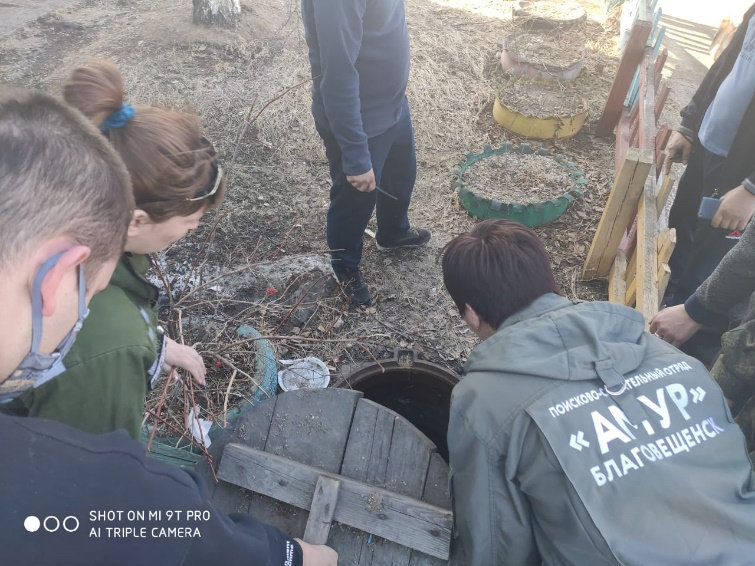 ПОИСКОВО-СПАСАТЕЛЬНЫЙ ОТРЯД
«АМУР»
БЛАГОВЕЩЕНСК
SHOT ON MI 9T PRO
AI TRIPLE CAMERA